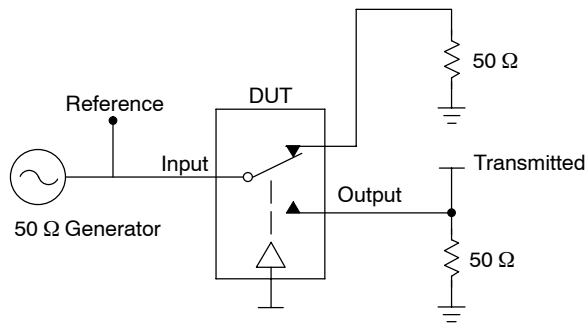 50 Ω
Reference
DUT
Input
Transmitted
Output
50 Ω Generator
50 Ω